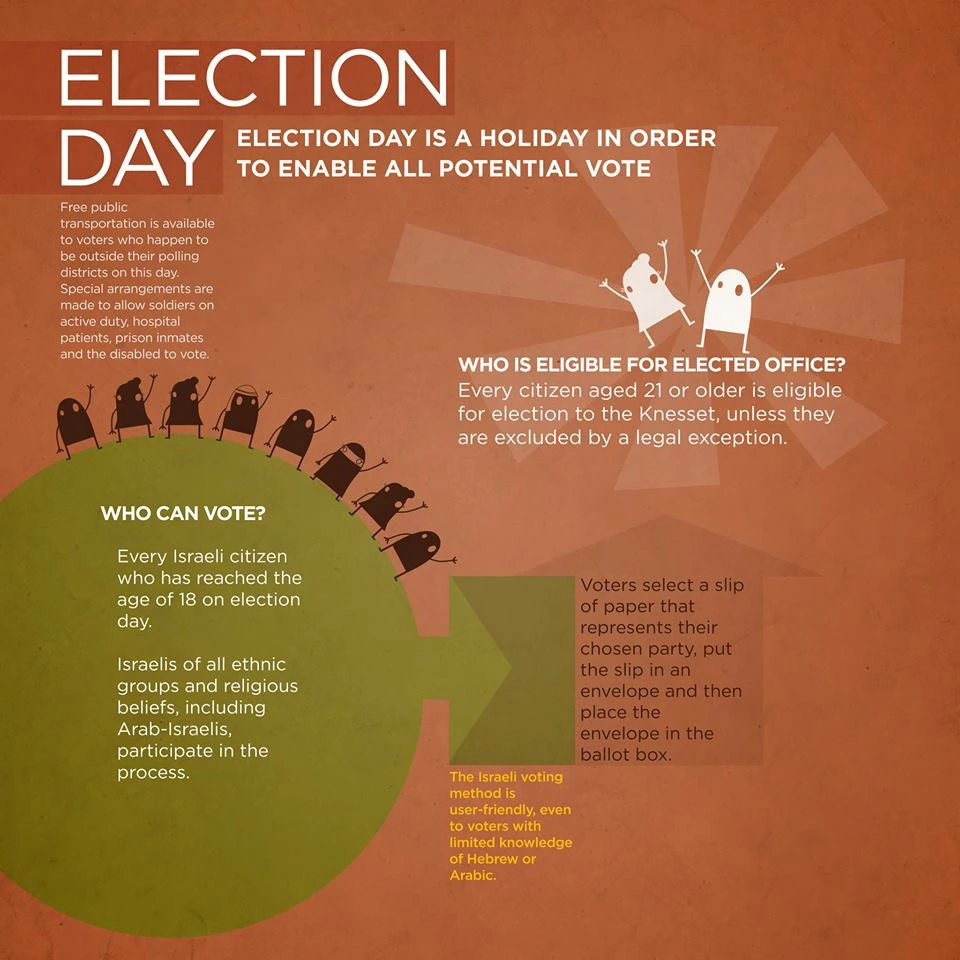 ELECTION
DAY
ELECTION DAY IS A HOLIDAY IN ORDER
TO ENABLE ALL POTENTIAL VOTE
Free public
transportation is available
to voters who happen to
be outside their polling
districts on this day.
Special arrangements are
made to allow soldiers on
active duty, hospital
patients, prison inmates
and the disabled to vote.
WHO IS ELIGIBLE FOR ELECTED OFFICE?
Every citizen aged 21 or older is eligible
for election to the Knesset, unless they
are excluded by a legal exception.
WHO CAN VOTE?
Every Israeli citizen
who has reached the
age of 18 on election
day.
Israelis of all ethnic
groups and religious
beliefs, including
Arab-Israelis,
participate in the
process.
Voters select a slip
of paper that
represents their
chosen party, put
the slip in an
envelope and then
place the
envelope in the
ballot box.
The Israeli voting
method is
user-friendly, even
to voters with
limited knowledge
of Hebrew or
Arabic.